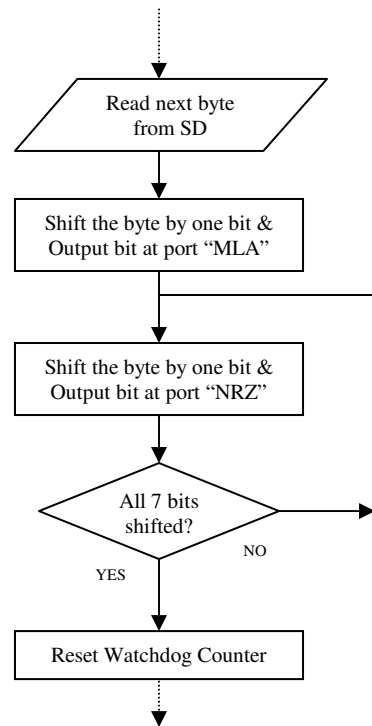 Read next byte
from SD
Shift the byte by one bit &
Output bit at port “MLA”
Shift the byte by one bit &
Output bit at port “NRZ”
All 7 bits
shifted?
NO
YES
Reset Watchdog Counter